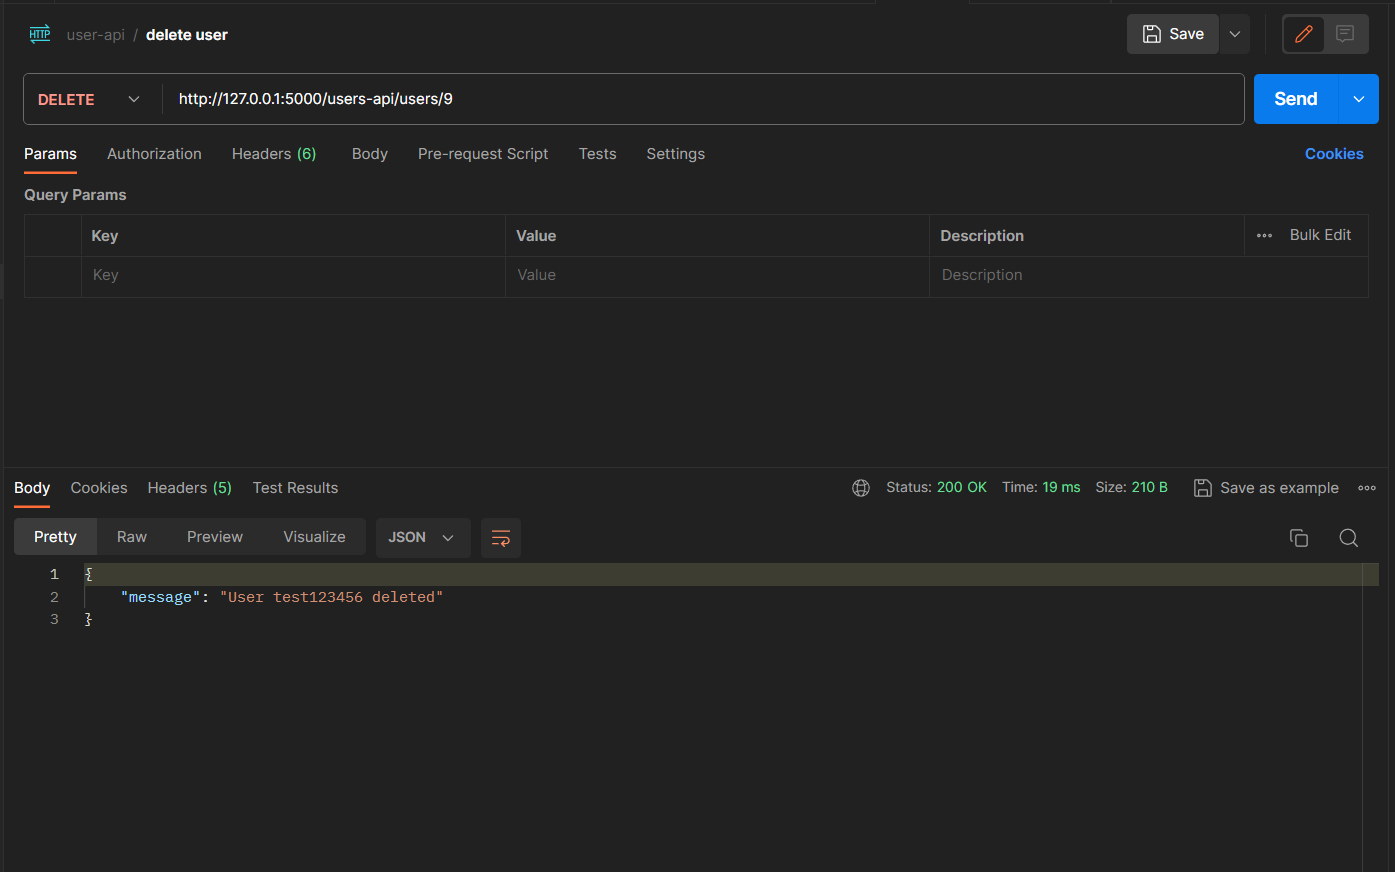 HTTP user-api / delete user Save
DELETE http://127.0.0.1:5000/users-api/users/9 Send
Params Authorization Headers (6) Body Pre-request Script Tests Settings Cookies
Query Params
Key Value Description Bulk Edit
Key Value Description
Body Cookies Headers (5) Test Results Status: 200 OK Time: 19 ms Size: 210 B Save as example
Pretty Raw Preview Visualize JSON
1 {
2 "message": "User test123456 deleted"
3 }